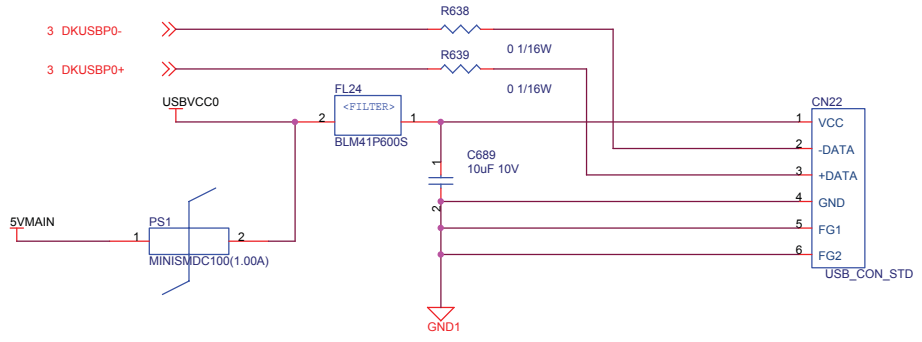 R638
3 DKUSBP0-
0 1/16W
R639
3 DKUSBP0+
0 1/16W
FL24
USBVCC0
<FILTER>
2
1
BLM41P600S
CN22
1
VCC
2
-DATA
3
+DATA
4
GND
5
FG1
6
FG2
USB_CON_STD
1
C689
10uF 10V
2
5VMAIN
PS1
1
2
MINISMDC100(1.00A)
GND1